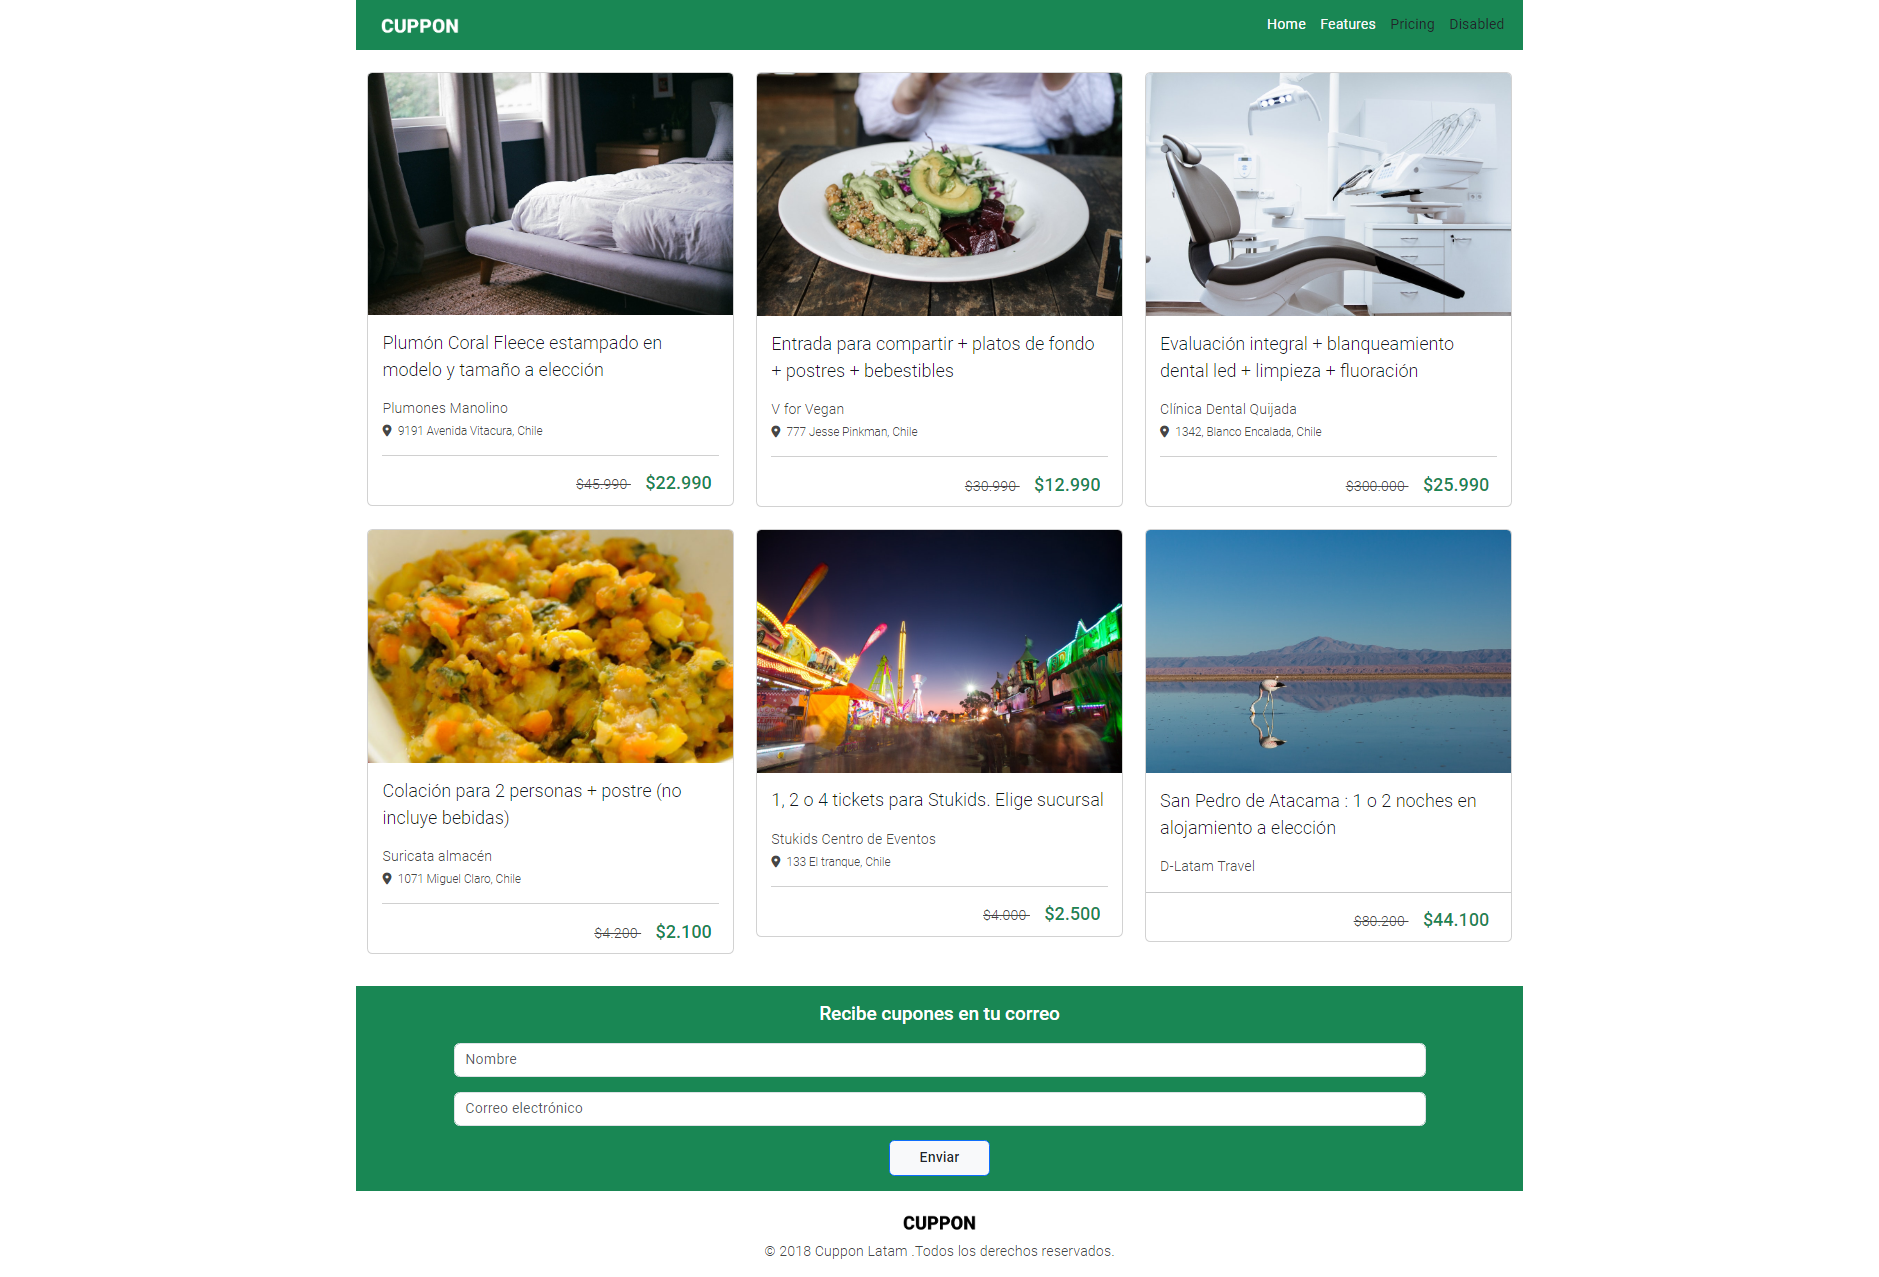 CUPPON
Home Features Pricing Disabled
Plumón Coral Fleece estampado en
modelo y tamaño a elección
Plumones Manolino
9191 Avenida Vitacura, Chile
$45.990 $22.990
Entrada para compartir + platos de fondo
+ postres + bebestibles
V for Vegan
777 Jesse Pinkman, Chile
$30.990 $12.990
Evaluación integral + blanqueamiento
dental led + limpieza + fluoración
Clínica Dental Quijada
1342, Blanco Encalada, Chile
$300.000 $25.990
Colación para 2 personas + postre (no
incluye bebidas)
Suricata almacén
1071 Miguel Claro, Chile
$4.200 $2.100
1, 2 o 4 tickets para Stukids. Elige sucursal
Stukids Centro de Eventos
133 El tranque, Chile
$4.000 $2.500
San Pedro de Atacama : 1 o 2 noches en
alojamiento a elección
D-Latam Travel
$80.200 $44.100
Recibe cupones en tu correo
Nombre
Correo electrónico
Enviar
CUPPON
© 2018 Cuppon Latam .Todos los derechos reservados.